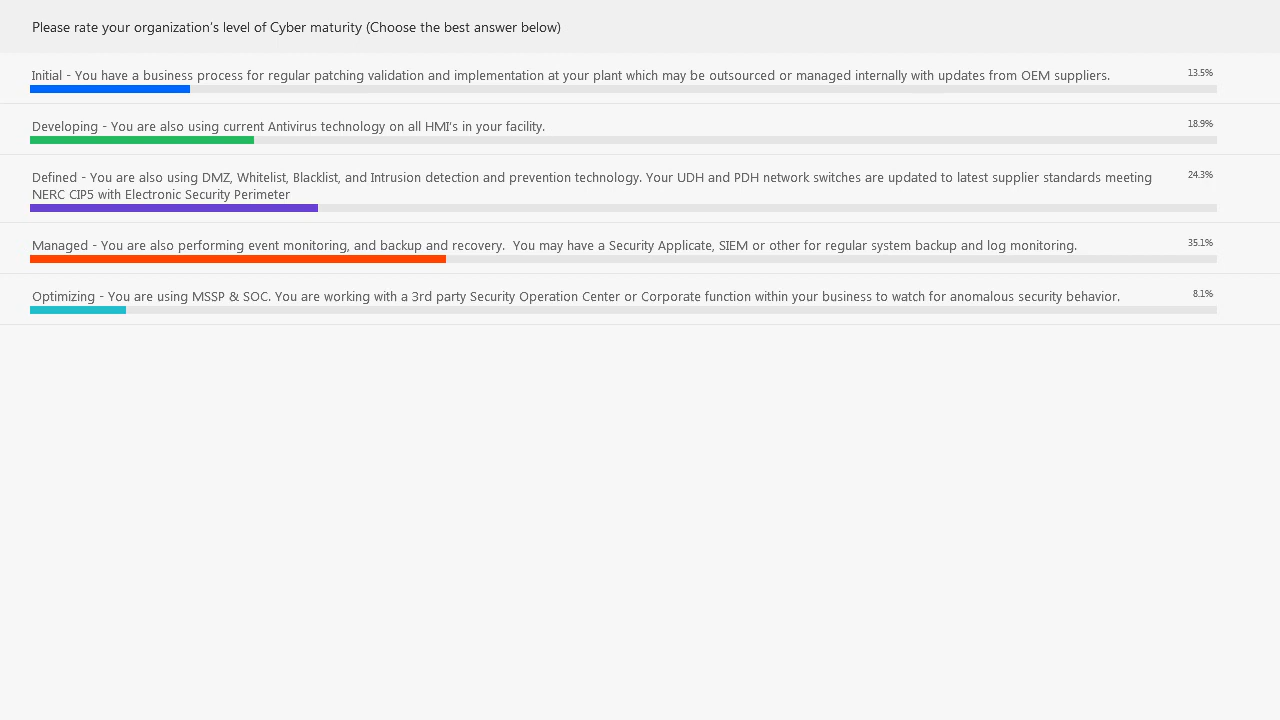 Please rate your organization's level of Cyber maturity (Choose the best answer below)
Initial - You have a business process for regular patching validation and implementation at your plant which may be outsourced or managed internally with updates from OEM suppliers.
13.5%
Developing - You are also using current Antivirus technology on all HMI's in your facility.
18.9%
Defined - You are also using DMZ, Whitelist, Blacklist, and Intrusion detection and prevention technology. Your UDH and PDH network switches are updated to latest supplier standards meeting
NERC CIP5 with Electronic Security Perimeter
24.3%
Managed - You are also performing event monitoring, and backup and recovery.  You may have a Security Applicate, SIEM or other for regular system backup and log monitoring.
35.1%
Optimizing - You are using MSSP & SOC. You are working with a 3rd party Security Operation Center or Corporate function within your business to watch for anomalous security behavior.
8.1%